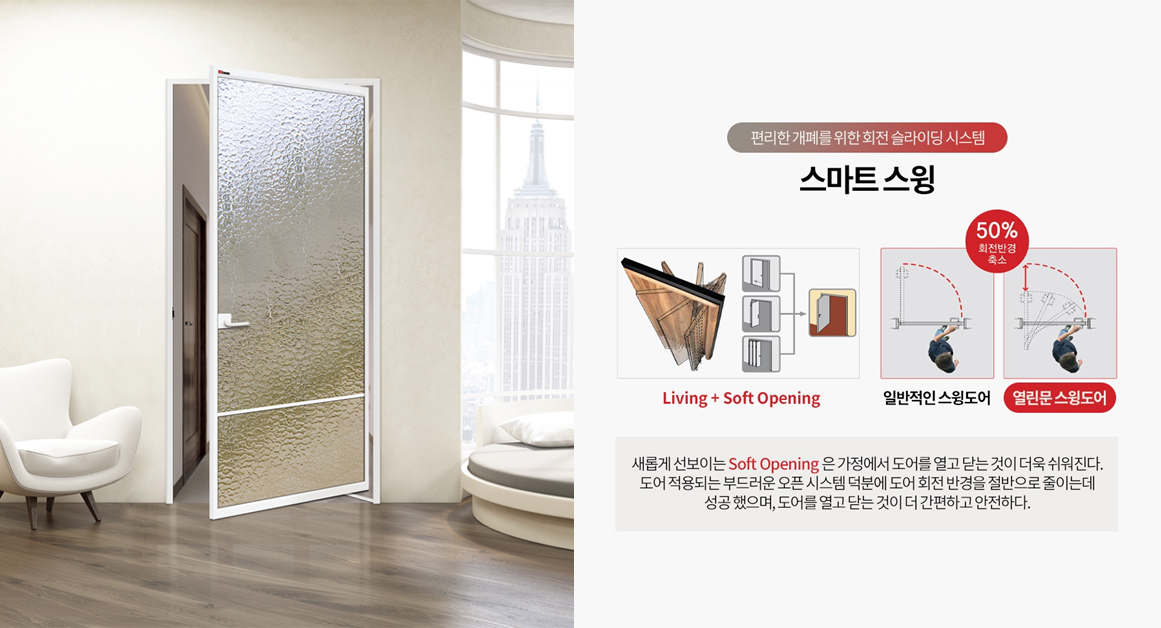 편리한 개폐를 위한 회전 슬라이딩 시스템
스마트 스윙
50%
회전반경
축소
Living + Soft Opening
일반적인 스윙도어
열린문 스윙도어
새롭게 선보이는 Soft Opening 은 가정에서 도어를 열고 닫는 것이 더욱 쉬워진다.
도어 적용되는 부드러운 오픈 시스템 덕분에 도어 회전 반경을 절반으로 줄이는데
성공 했으며, 도어를 열고 닫는 것이 더 간편하고 안전하다.